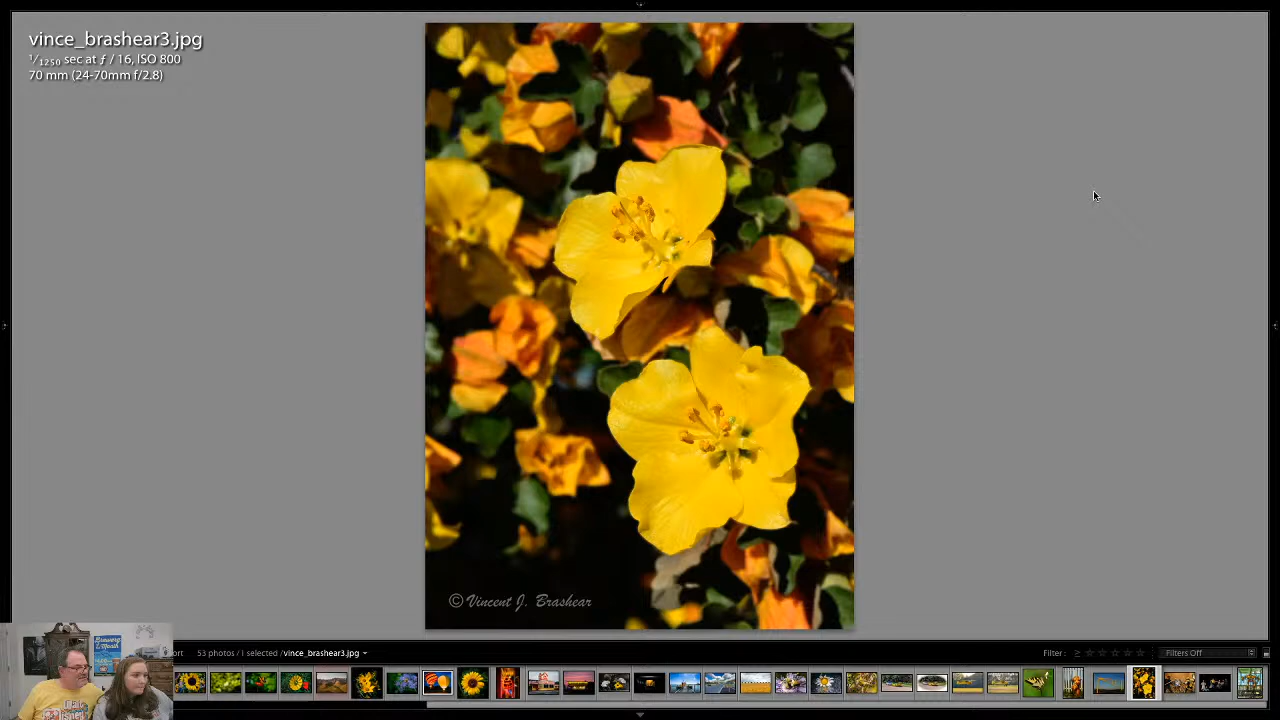 vince_brashear3.jpg
1/1250 sec at ƒ / 16, ISO 800
70 mm (24-70mm f/2.8)
© Vincent J. Brashear
ort 53 photos / 1 selected / vince_brashear3.jpg
Filter : ≥ ☆ ☆ ☆ ☆ ☆ Filters Off